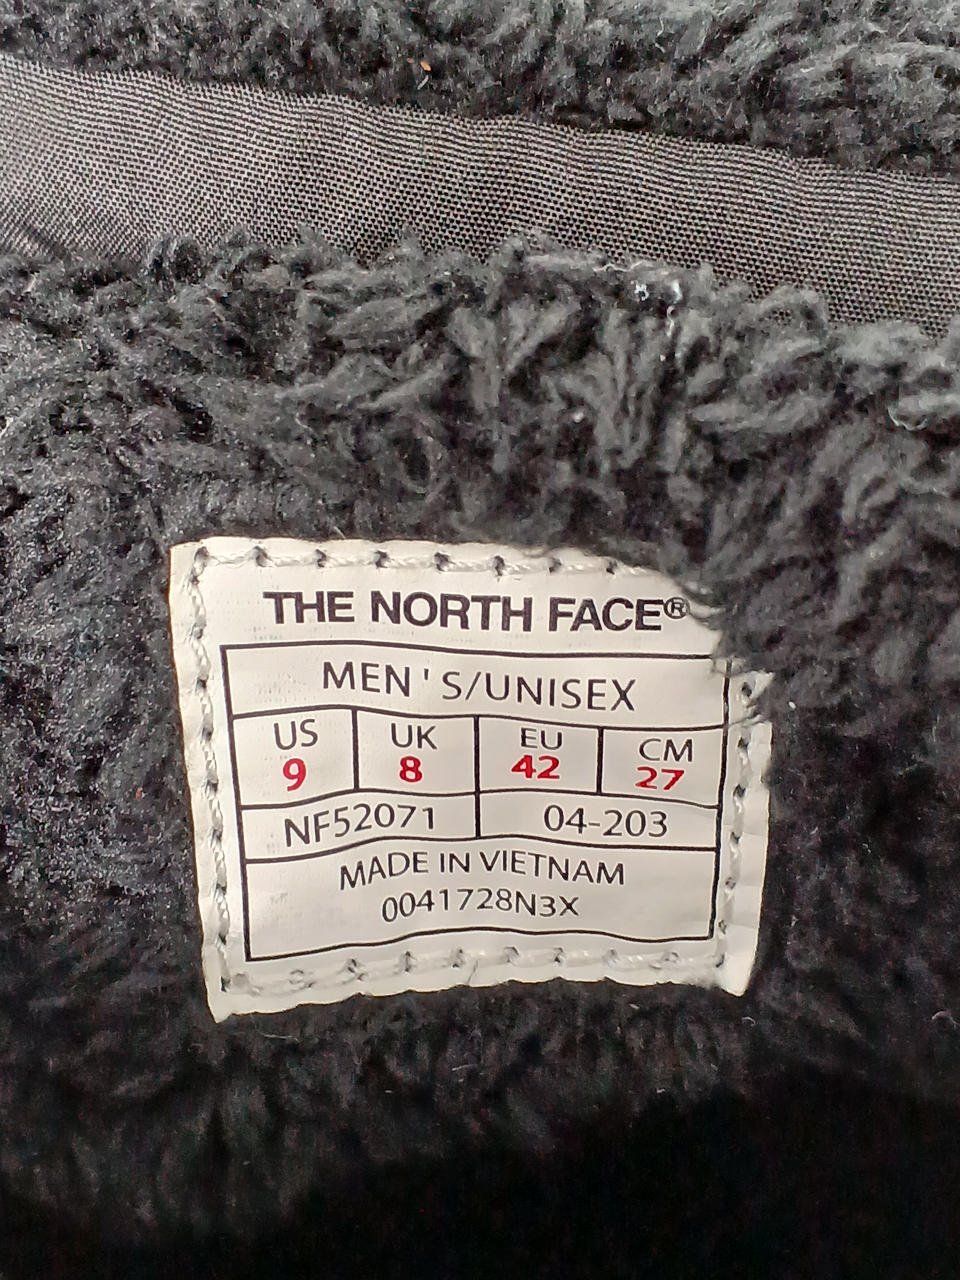 THE NORTH FACE®
MEN'S/UNISEX
US UK EU CM
9 8 42 27
NF52071 04-203
MADE IN VIETNAM
0041728N3X